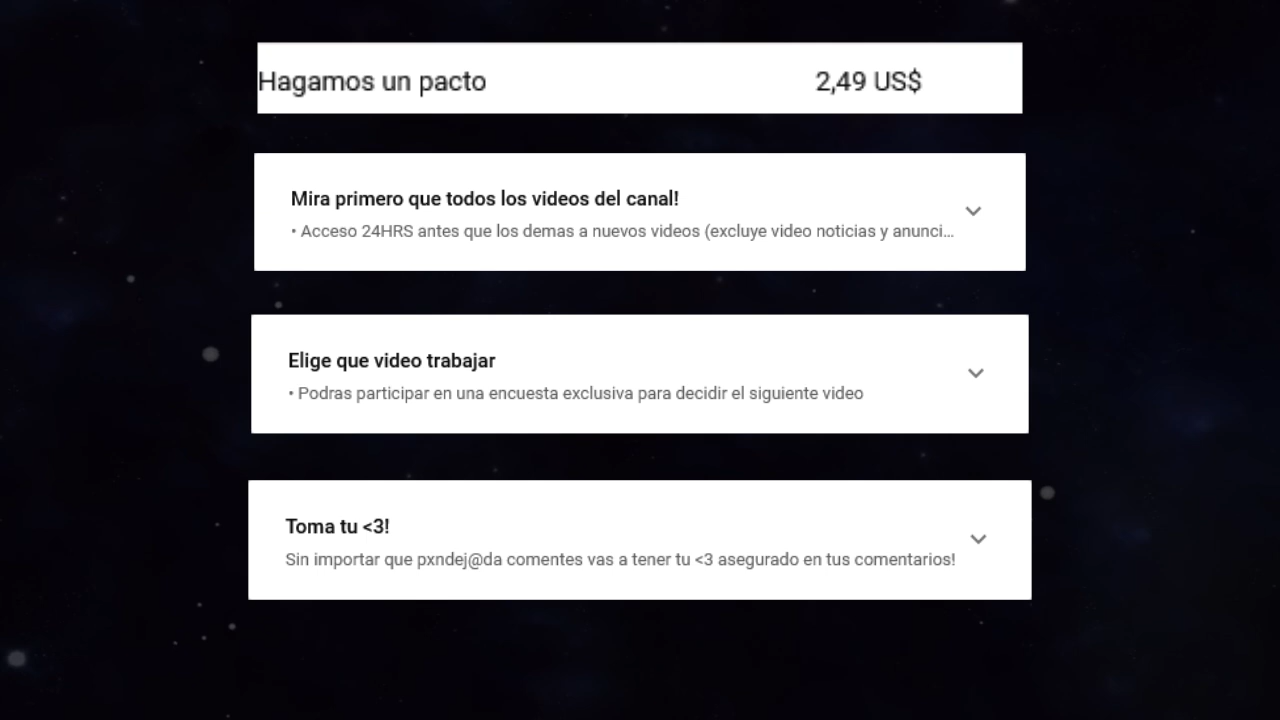 Hagamos un pacto 2,49 US$
Mira primero que todos los videos del canal!
• Acceso 24HRS antes que los demas a nuevos videos (excluye video noticias y anunci...
Elige que video trabajar
• Podras participar en una encuesta exclusiva para decidir el siguiente video
Toma tu <3!
Sin importar que pxndej@da comentes vas a tener tu <3 asegurado en tus comentarios!